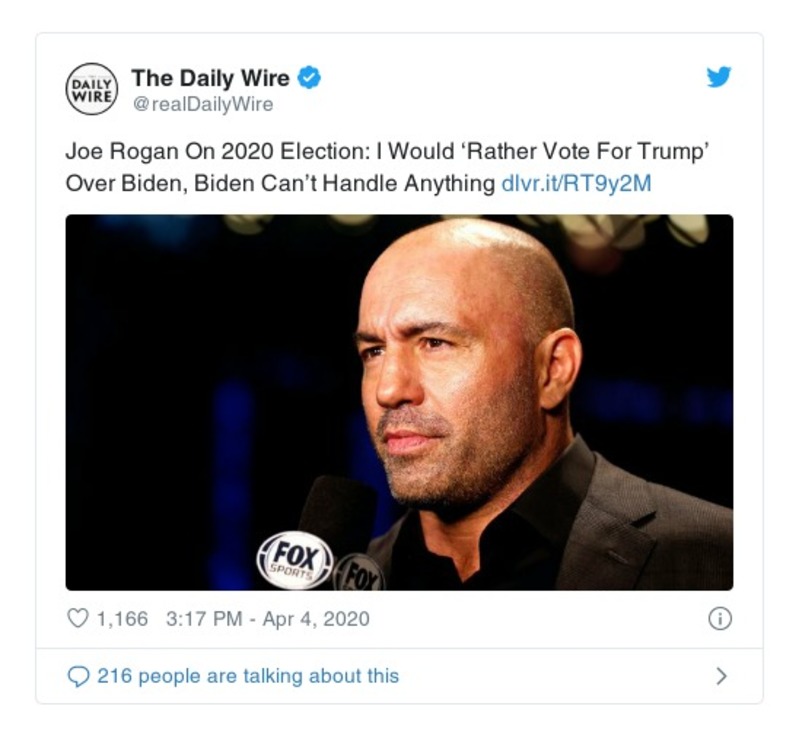 DAILY
WIRE
The Daily Wire
@realDailyWire
Joe Rogan On 2020 Election: I Would ‘Rather Vote For Trump’
Over Biden, Biden Can’t Handle Anything dlvr.it/RT9y2M
FOX
SPORTS
FOX
1,166 3:17 PM - Apr 4, 2020
216 people are talking about this